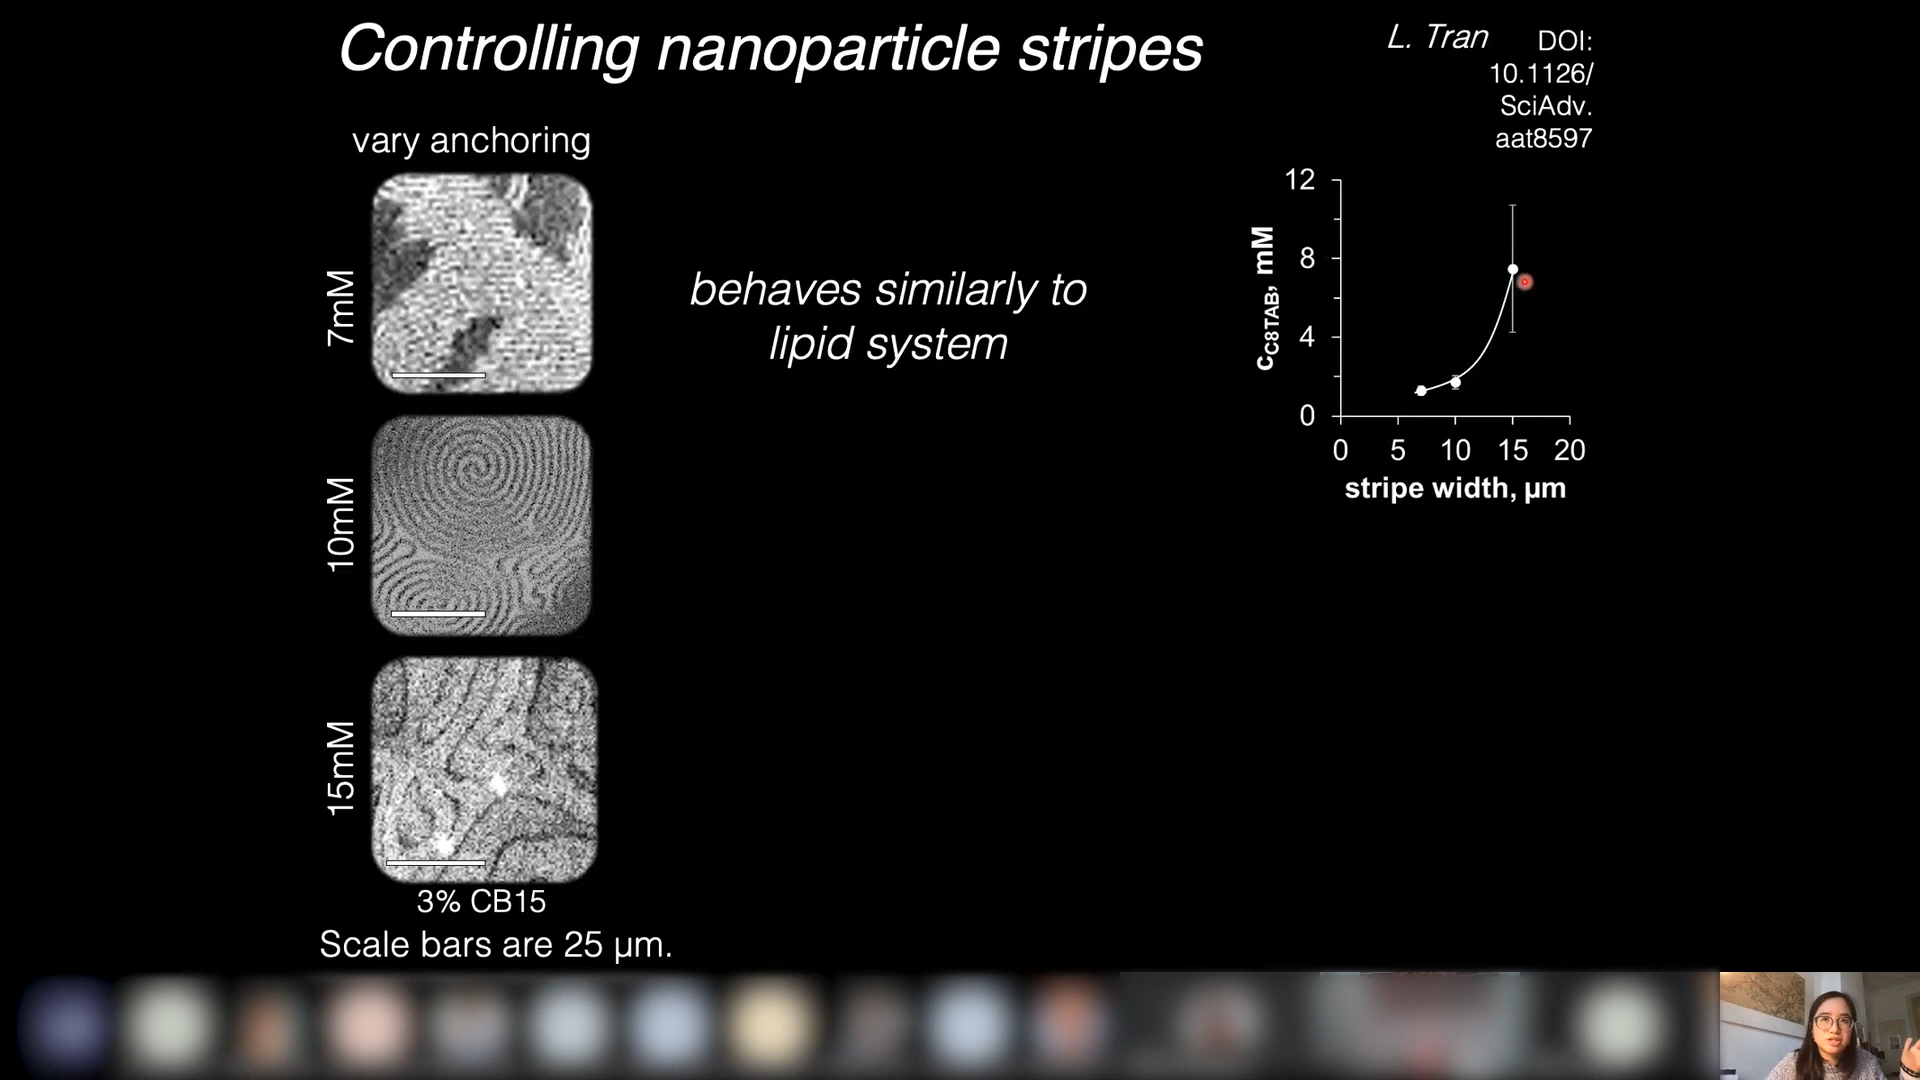 Controlling nanoparticle stripes
L. Tran
DOI:
10.1126/
SciAdv.
aat8597
vary anchoring
7mM
10mM
15mM
3% CB15
Scale bars are 25 µm.
behaves similarly to
lipid system
12
8
4
0
cC8TAB, mM
0 5 10 15 20
stripe width, µm